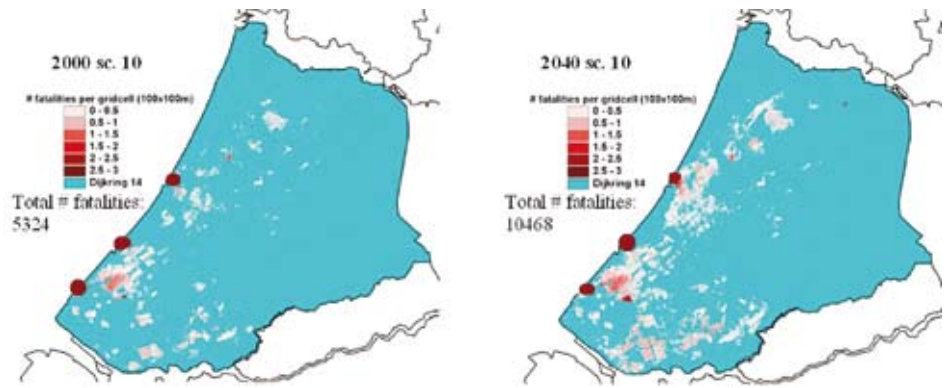 2000 sc. 10
# fatalities per gridcell (100x100m)
0 - 0.5
0.5 - 1
1 - 1.5
1.5 - 2
2 - 2.5
2.5 - 3
Dijkring 14
Total # fatalities:
5324
2040 sc. 10
# fatalities per gridcell (100x100m)
0 - 0.5
0.5 - 1
1 - 1.5
1.5 - 2
2 - 2.5
2.5 - 3
Dijkring 14
Total # fatalities:
10468